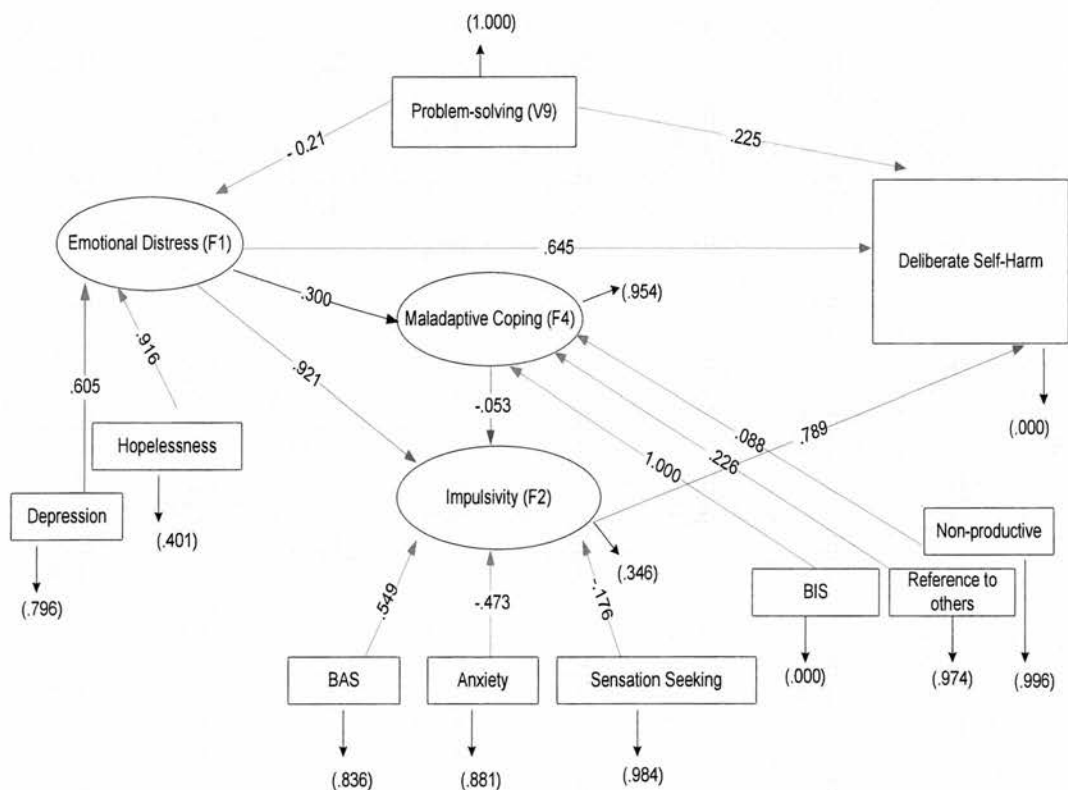 (1.000)
Problem-solving (V9)
- 0.21
.225
Emotional Distress (F1)
.645
Deliberate Self-Harm
.300
(.954)
Maladaptive Coping (F4)
.916
.921
.605
-.053
.789
(.000)
.088
.226
1.000
Hopelessness
Impulsivity (F2)
Depression
(.401)
Non-productive
(.346)
(.796)
.549
-.473
-.176
BIS
Reference to
others
BAS
Anxiety
Sensation Seeking
(.000)
(.974)
(.996)
(.836)
(.881)
(.984)